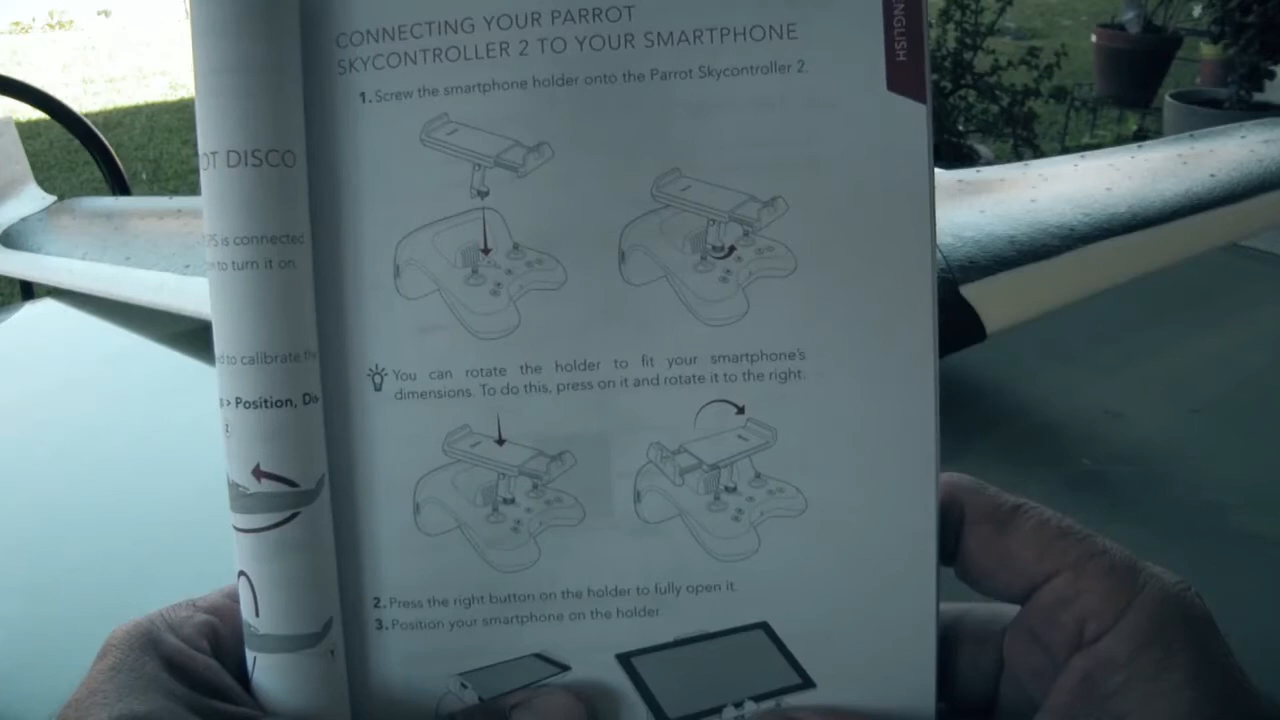 OT DISCO
is connected
to turn it on.
to calibrate
> Position,
CONNECTING YOUR PARROT
SKYCONTROLLER 2 TO YOUR SMARTPHONE
1. Screw the smartphone holder onto the Parrot Skycontroller 2.
You can rotate the holder to fit your smartphone's
dimensions. To do this, press on it and rotate it to the right.
2. Press the right button on the holder to fully open it.
3. Position your smartphone on the holder
ENGLISH